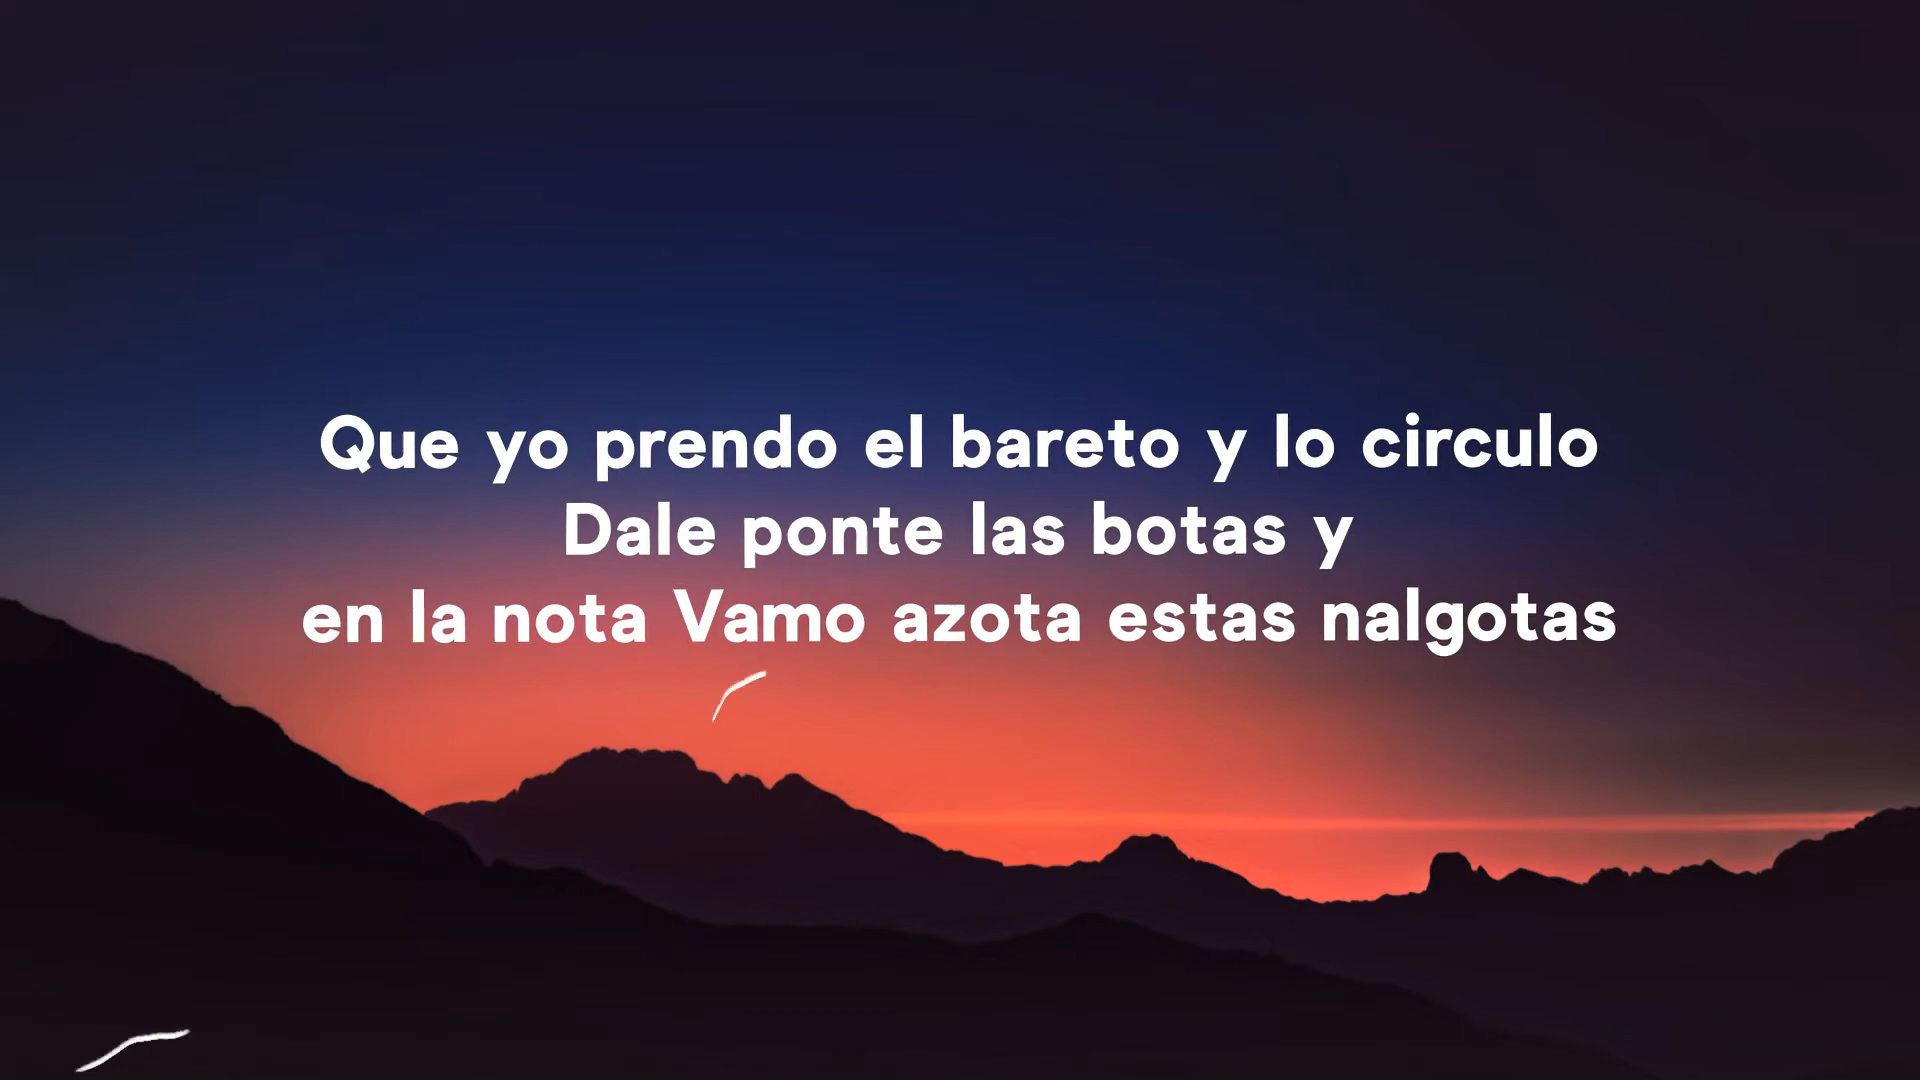 Que yo prendo el bareto y lo circulo
Dale ponte las botas y
en la nota Vamo azota estas nalgotas